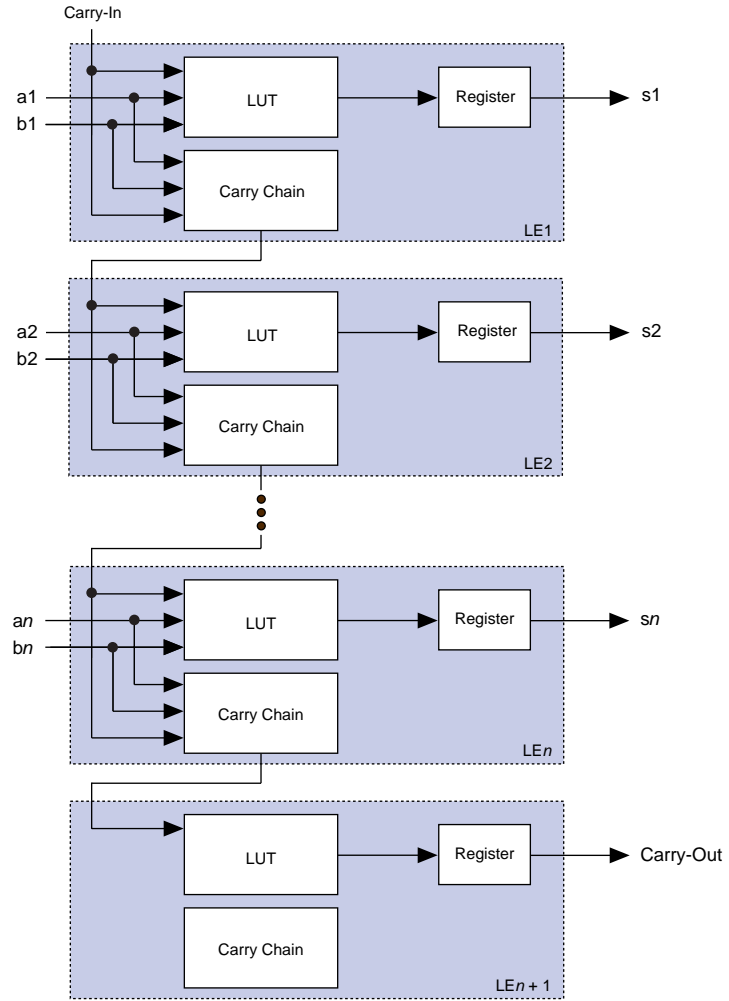 Carry-In
a1
b1
LUT
Register
s1
Carry Chain
LE1
a2
b2
LUT
Register
s2
Carry Chain
LE2
an
bn
LUT
Register
sn
Carry Chain
LEn
LUT
Register
Carry-Out
Carry Chain
LEn + 1